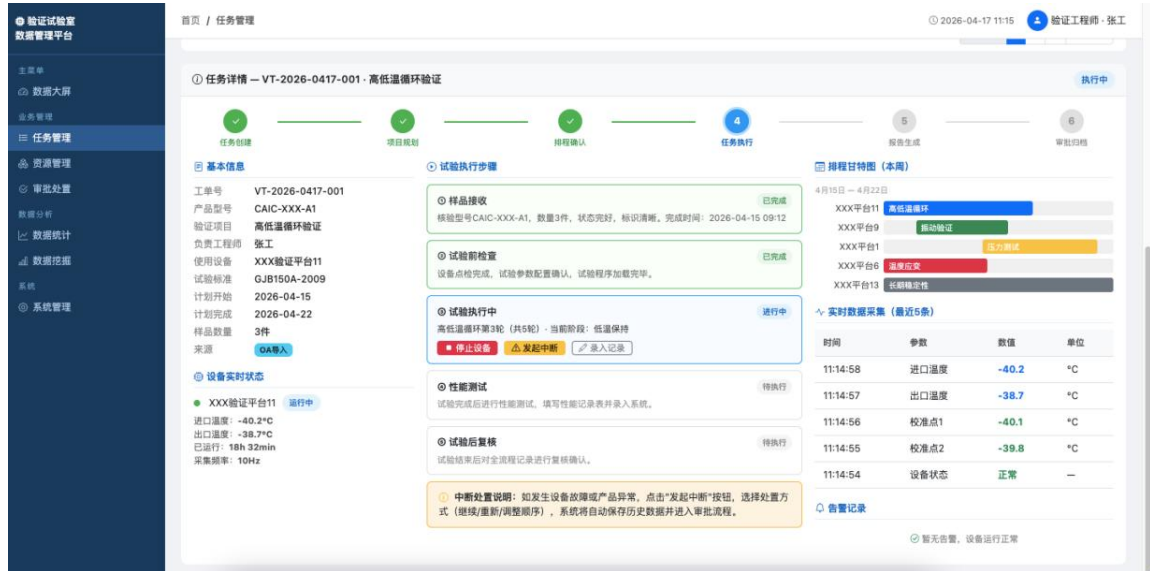 验证试验室
数据管理平台
主菜单
数据大屏
业务管理
任务管理
资源管理
审批处置
数据分析
数据统计
数据挖掘
系统
系统管理
首页 / 任务管理
2026-04-17 11:15
验证工程师 · 张工
任务详情 — VT-2026-0417-001 · 高低温循环验证
执行中
任务创建
项目规划
排程确认
4
任务执行
5
报告生成
6
审批归档
基本信息
工单号 VT-2026-0417-001
产品型号 CAIC-XXX-A1
验证项目 高低温循环验证
负责工程师 张工
使用设备 XXX验证平台11
试验标准 GJB150A-2009
计划开始 2026-04-15
计划完成 2026-04-22
样品数量 3件
来源 OA导入
设备实时状态
XXX验证平台11 运行中
进口温度：-40.2°C
出口温度：-38.7°C
已运行：18h 32min
采集频率：10Hz
试验执行步骤
① 样品接收 已完成
核验型号CAIC-XXX-A1，数量3件，状态完好，标识清晰。完成时间：2026-04-15 09:12
② 试验前检查 已完成
设备点检完成，试验参数配置确认，试验程序加载完毕。
③ 试验执行中 进行中
高低温循环第3轮（共5轮）· 当前阶段：低温保持
停止设备 发起中断 录入记录
④ 性能测试 待执行
试验完成后进行性能测试，填写性能记录表并录入系统。
⑤ 试验后复核 待执行
试验结束后对全流程记录进行复核确认。
中断处置说明：如发生设备故障或产品异常，点击"发起中断"按钮，选择处置方
式（继续/重新/调整顺序），系统将自动保存历史数据并进入审批流程。
排程甘特图（本周）
4月15日 — 4月22日
XXX平台11 高低温循环
XXX平台9 振动验证
XXX平台1 压力测试
XXX平台6 温度应变
XXX平台13 长期稳定性
实时数据采集（最近5条）
时间 参数 数值 单位
11:14:58 进口温度 -40.2 °C
11:14:57 出口温度 -38.7 °C
11:14:56 校准点1 -40.1 °C
11:14:55 校准点2 -39.8 °C
11:14:54 设备状态 正常 —
告警记录
暂无告警，设备运行正常